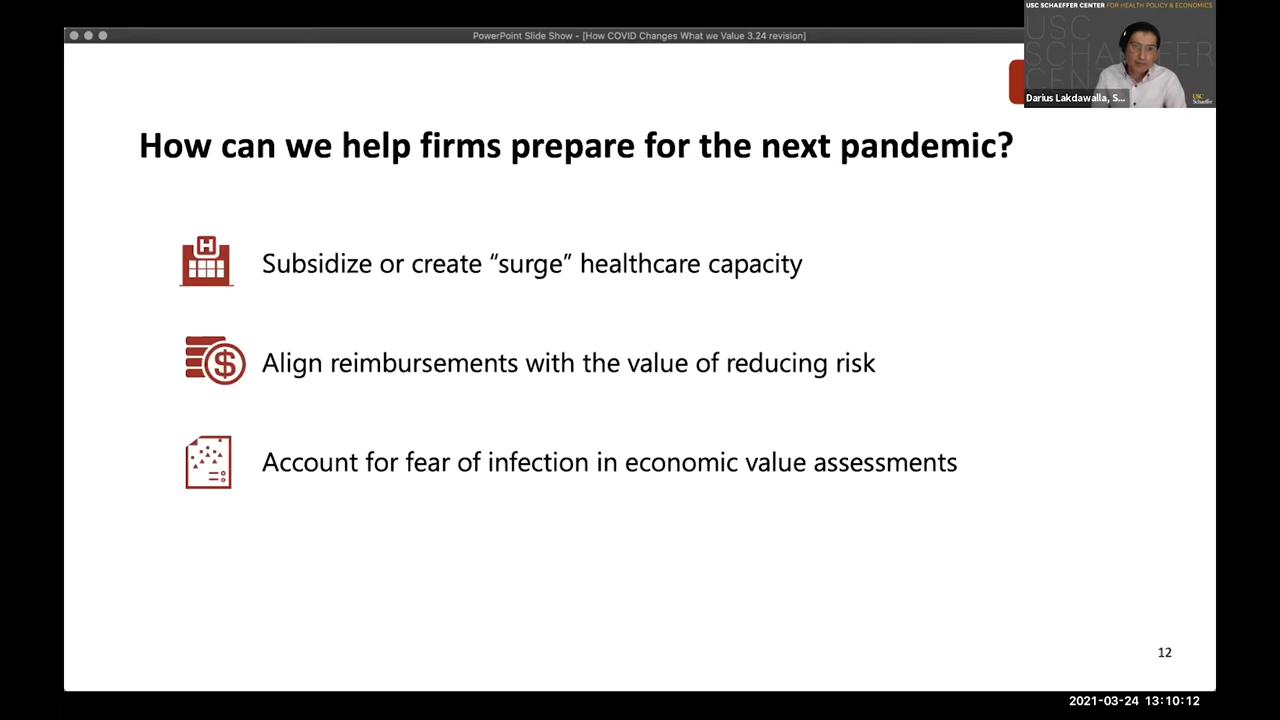 USC SCHAEFFER CENTER FOR HEALTH POLICY & ECONOMICS
PowerPoint Slide Show - [How COVID Changes What we Value 3.24 revision]
USC
SCHAEFFER
CEN
Darius Lakdawalla, S...
USC
Schaeffer
How can we help firms prepare for the next pandemic?
H
Subsidize or create “surge” healthcare capacity
$
Align reimbursements with the value of reducing risk
Account for fear of infection in economic value assessments
12
2021-03-24 13:10:12